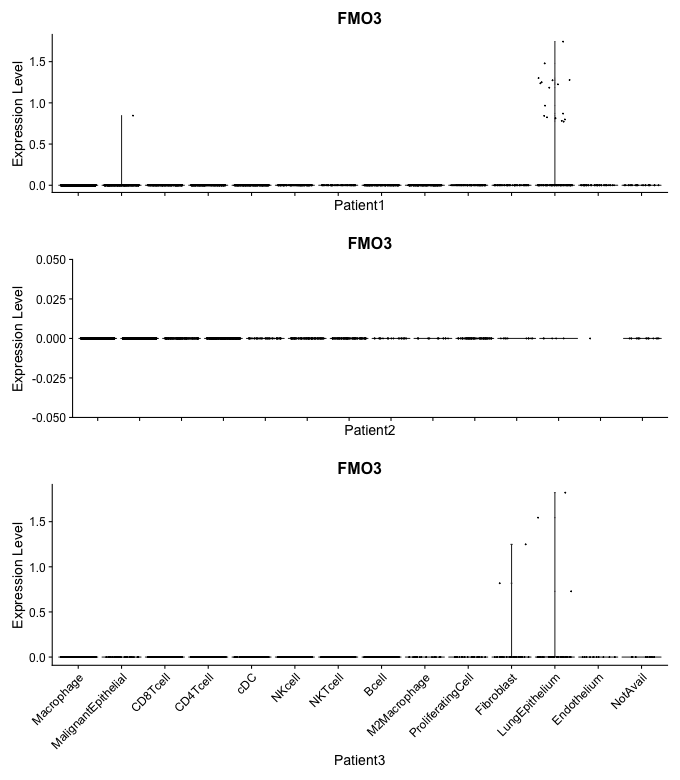 FMO3
Expression Level
1.5
1.0
0.5
0.0
Patient1
FMO3
Expression Level
0.050
0.025
0.000
-0.025
-0.050
Patient2
FMO3
Expression Level
1.5
1.0
0.5
0.0
Macrophage
MalignantEpithelial
CD8Tcell
CD4Tcell
cDC
NKcell
NKTcell
Bcell
M2Macrophage
ProliferatingCell
Fibroblast
LungEpithelium
Endothelium
NotAvail
Patient3